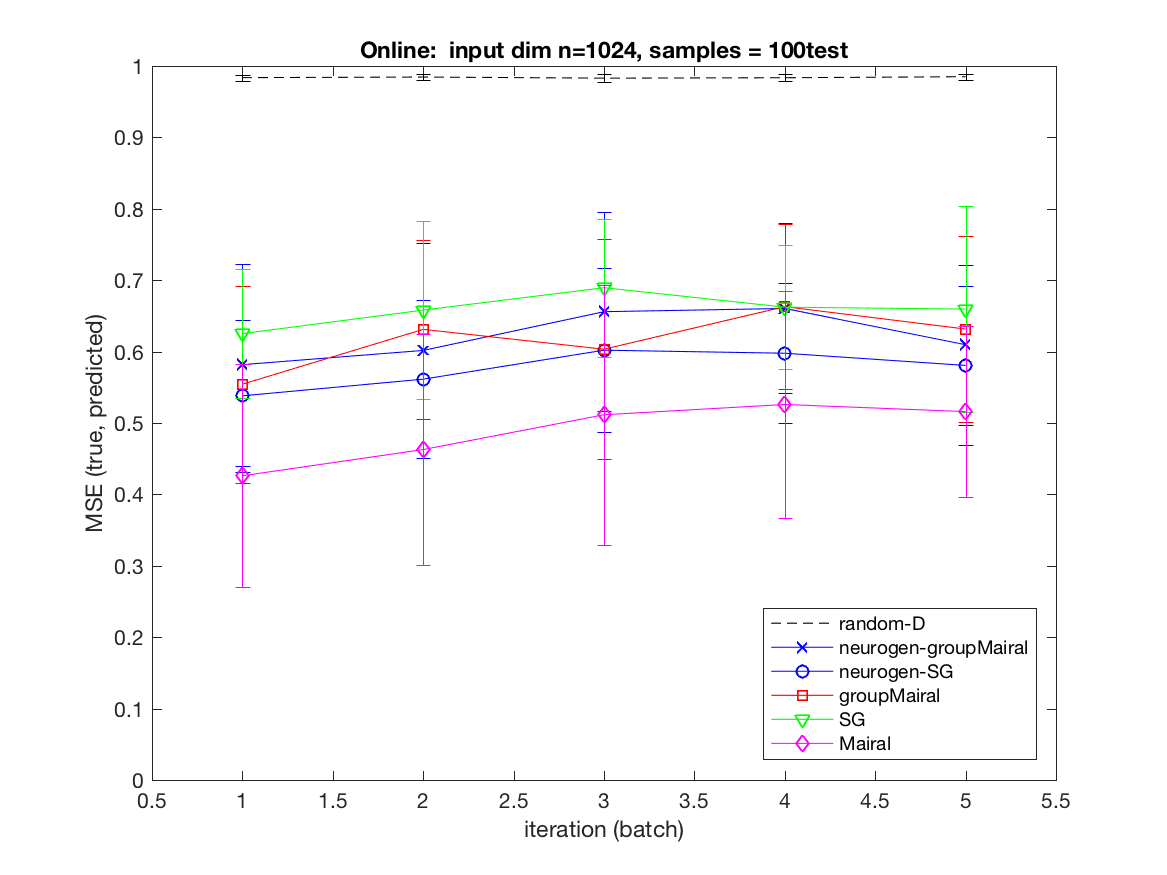 Online: input dim n=1024, samples = 100test
MSE (true, predicted)
1
0.9
0.8
0.7
0.6
0.5
0.4
0.3
0.2
0.1
0
random-D
neurogen-groupMairal
neurogen-SG
groupMairal
SG
Mairal
0.5 1 1.5 2 2.5 3 3.5 4 4.5 5 5.5
iteration (batch)